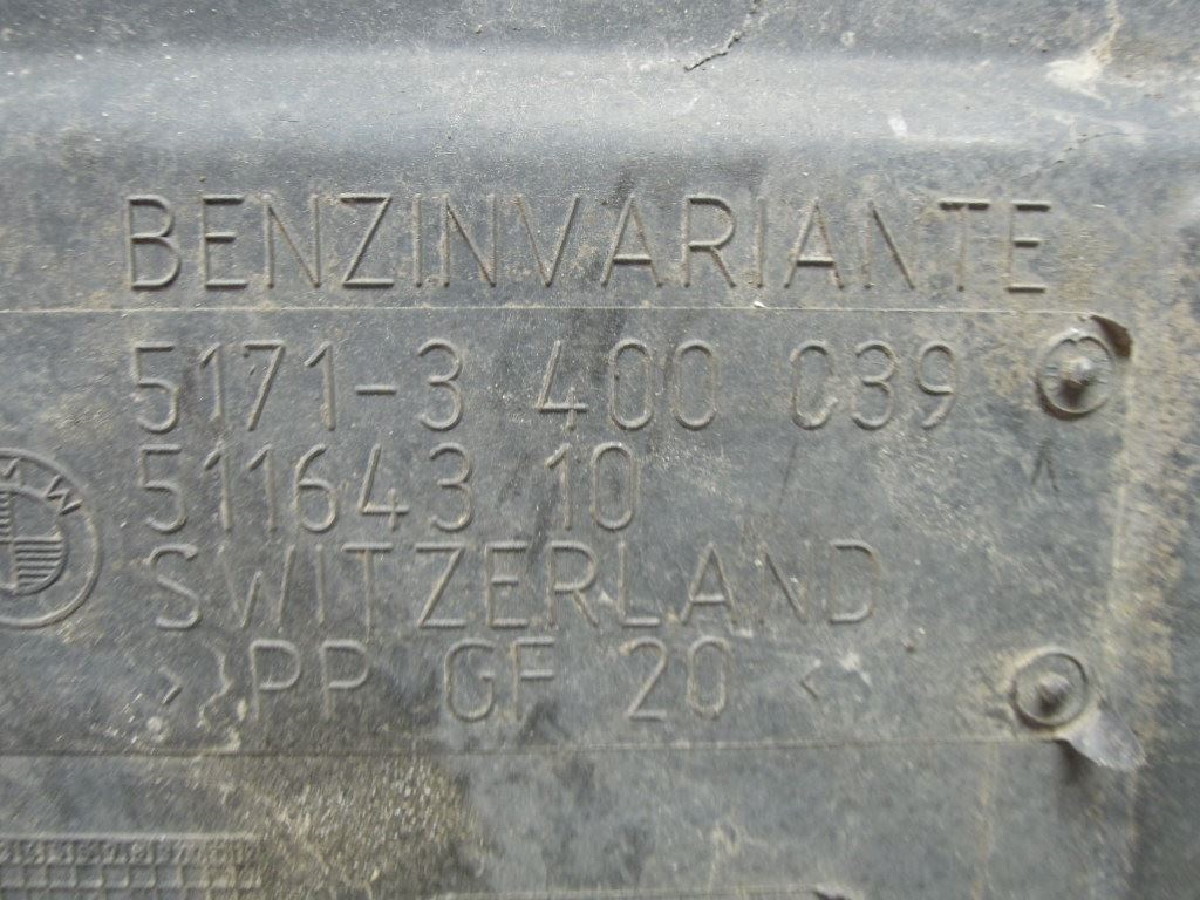 BENZINVARIANTE
5171-3 400 039
511643 10
SWITZERLAND
>PP GF 20<